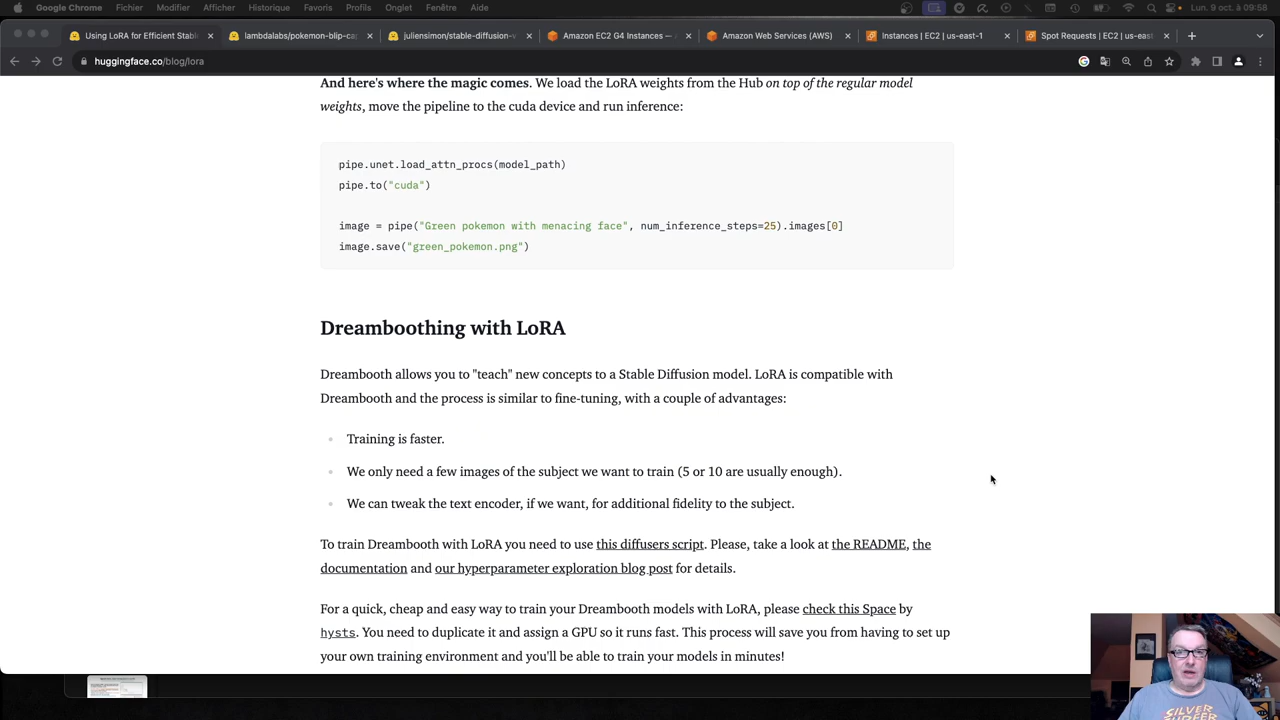 Google Chrome Fichier Modifier Afficher Historique Favoris Profils Onglet Fenêtre Aide Lun. 9 oct. à 09:58
Using LoRA for Efficient Stabl lambdalabs/pokemon-blip-cap juliensimon/stable-diffusion-v Amazon EC2 G4 Instances — Amazon Web Services (AWS) Instances | EC2 | us-east-1 Spot Requests | EC2 | us-east
huggingface.co/blog/lora
And here's where the magic comes. We load the LoRA weights from the Hub on top of the regular model
weights, move the pipeline to the cuda device and run inference:
pipe.unet.load_attn_procs(model_path)
pipe.to("cuda")
image = pipe("Green pokemon with menacing face", num_inference_steps=25).images[0]
image.save("green_pokemon.png")
Dreamboothing with LoRA
Dreambooth allows you to "teach" new concepts to a Stable Diffusion model. LoRA is compatible with
Dreambooth and the process is similar to fine-tuning, with a couple of advantages:
Training is faster.
We only need a few images of the subject we want to train (5 or 10 are usually enough).
We can tweak the text encoder, if we want, for additional fidelity to the subject.
To train Dreambooth with LoRA you need to use this diffusers script. Please, take a look at the README, the
documentation and our hyperparameter exploration blog post for details.
For a quick, cheap and easy way to train your Dreambooth models with LoRA, please check this Space by
hysts. You need to duplicate it and assign a GPU so it runs fast. This process will save you from having to set up
your own training environment and you'll be able to train your models in minutes!
SILVER